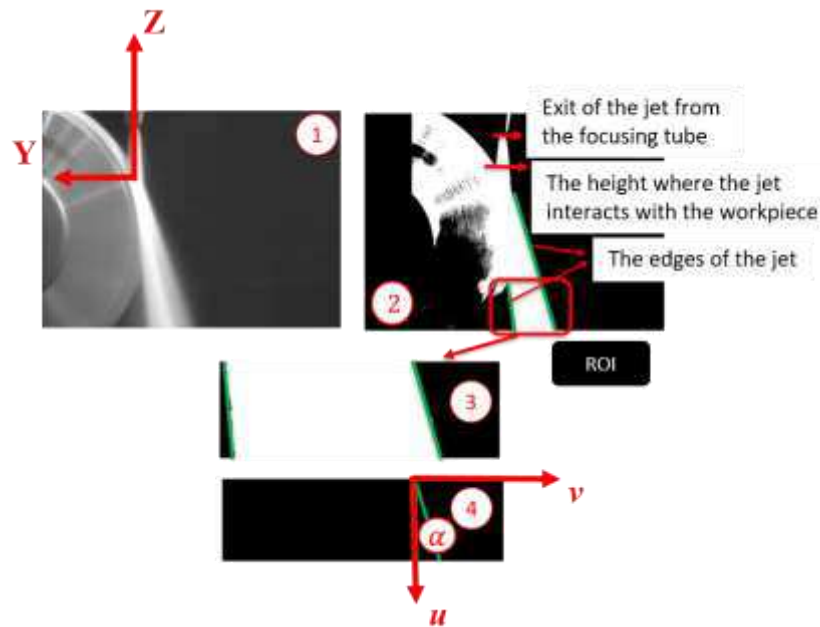 Z
Y
1
Exit of the jet from
the focusing tube
The height where the jet
interacts with the workpiece
The edges of the jet
2
ROI
3
4
v
α
u